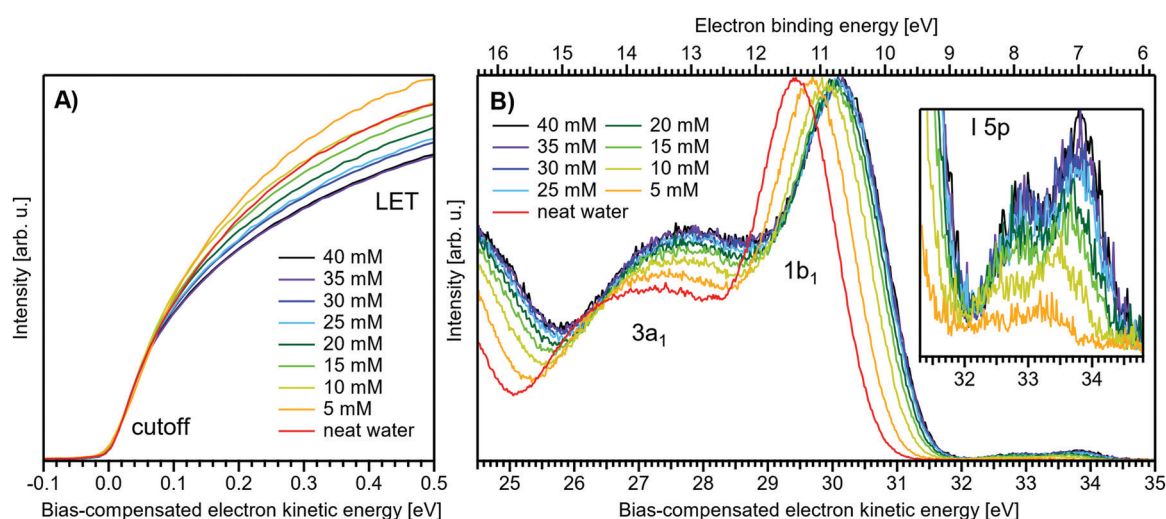 Electron binding energy [eV]
16 15 14 13 12 11 10 9 8 7 6
A)
LET
cutoff
40 mM
35 mM
30 mM
25 mM
20 mM
15 mM
10 mM
5 mM
neat water
Intensity [arb. u.]
-0.1 0.0 0.1 0.2 0.3 0.4 0.5
Bias-compensated electron kinetic energy [eV]
B)
40 mM 20 mM
35 mM 15 mM
30 mM 10 mM
25 mM 5 mM
neat water
1b1
3a1
I 5p
32 33 34
Intensity [arb. u.]
25 26 27 28 29 30 31 32 33 34 35
Bias-compensated electron kinetic energy [eV]